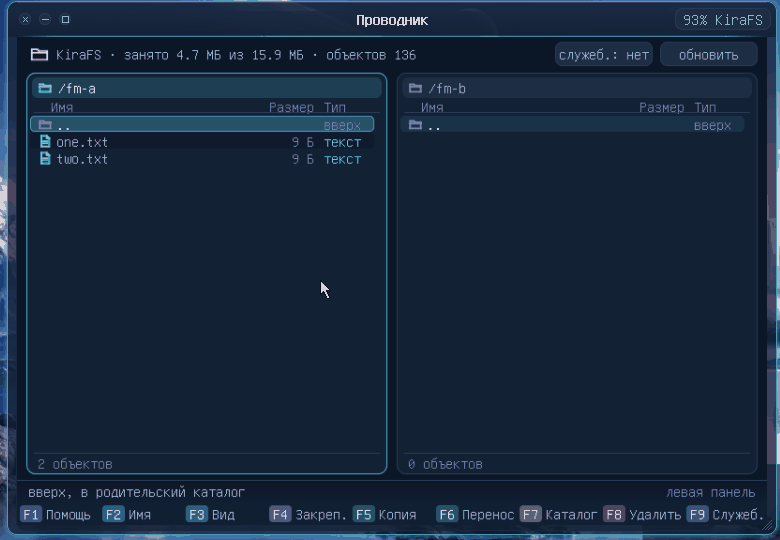 Проводник
93% KiraFS
KiraFS · занято 4.7 МБ из 15.9 МБ · объектов 136
служеб.: нет
обновить
/fm-a
Имя Размер Тип
.. вверх
one.txt 9 Б текст
two.txt 9 Б текст
2 объектов
/fm-b
Имя Размер Тип
.. вверх
0 объектов
вверх, в родительский каталог
левая панель
F1 Помощь F2 Имя F3 Вид F4 Закреп. F5 Копия F6 Перенос F7 Каталог F8 Удалить F9 Служеб.